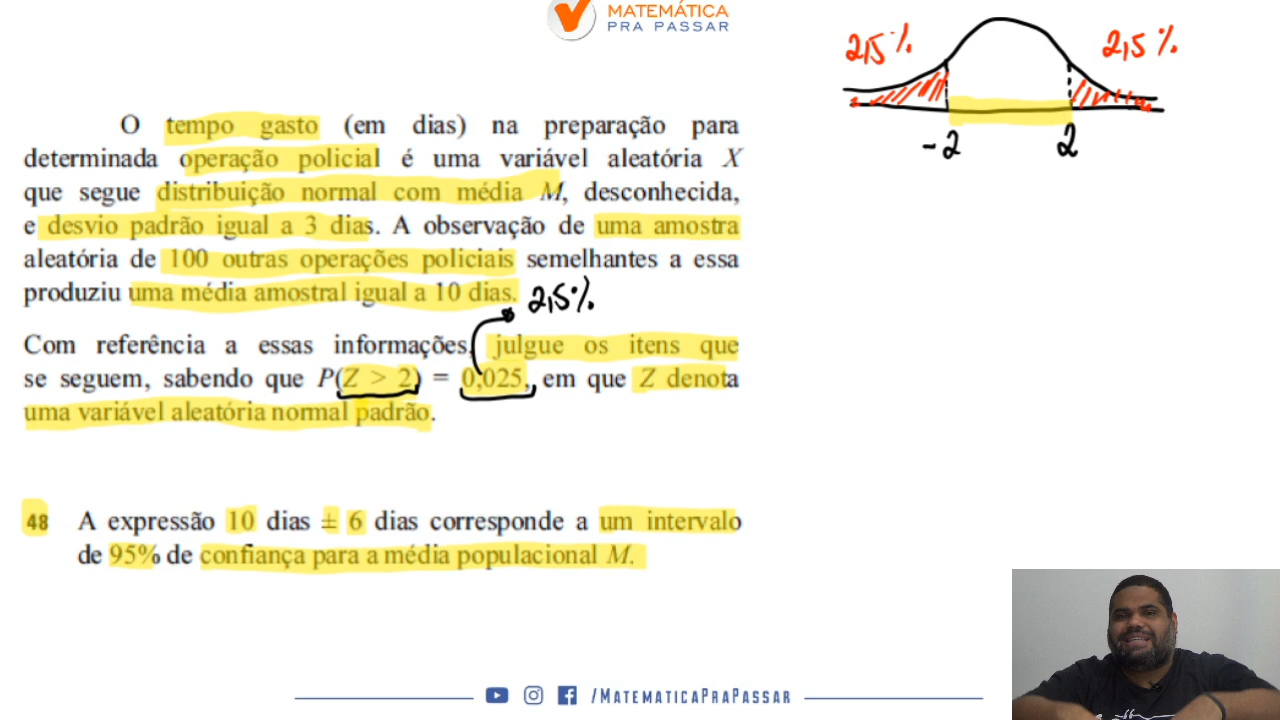 MATEMÁTICA
PRA PASSAR
2,5%
2,5%
-2
2
O tempo gasto (em dias) na preparação para
determinada operação policial é uma variável aleatória X
que segue distribuição normal com média M, desconhecida,
e desvio padrão igual a 3 dias. A observação de uma amostra
aleatória de 100 outras operações policiais semelhantes a essa
produziu uma média amostral igual a 10 dias.
2,5%
Com referência a essas informações, julgue os itens que
se seguem, sabendo que P(Z > 2) = 0,025, em que Z denota
uma variável aleatória normal padrão.
48 A expressão 10 dias ± 6 dias corresponde a um intervalo
de 95% de confiança para a média populacional M.
/MATEMATICAPRAPASSAR